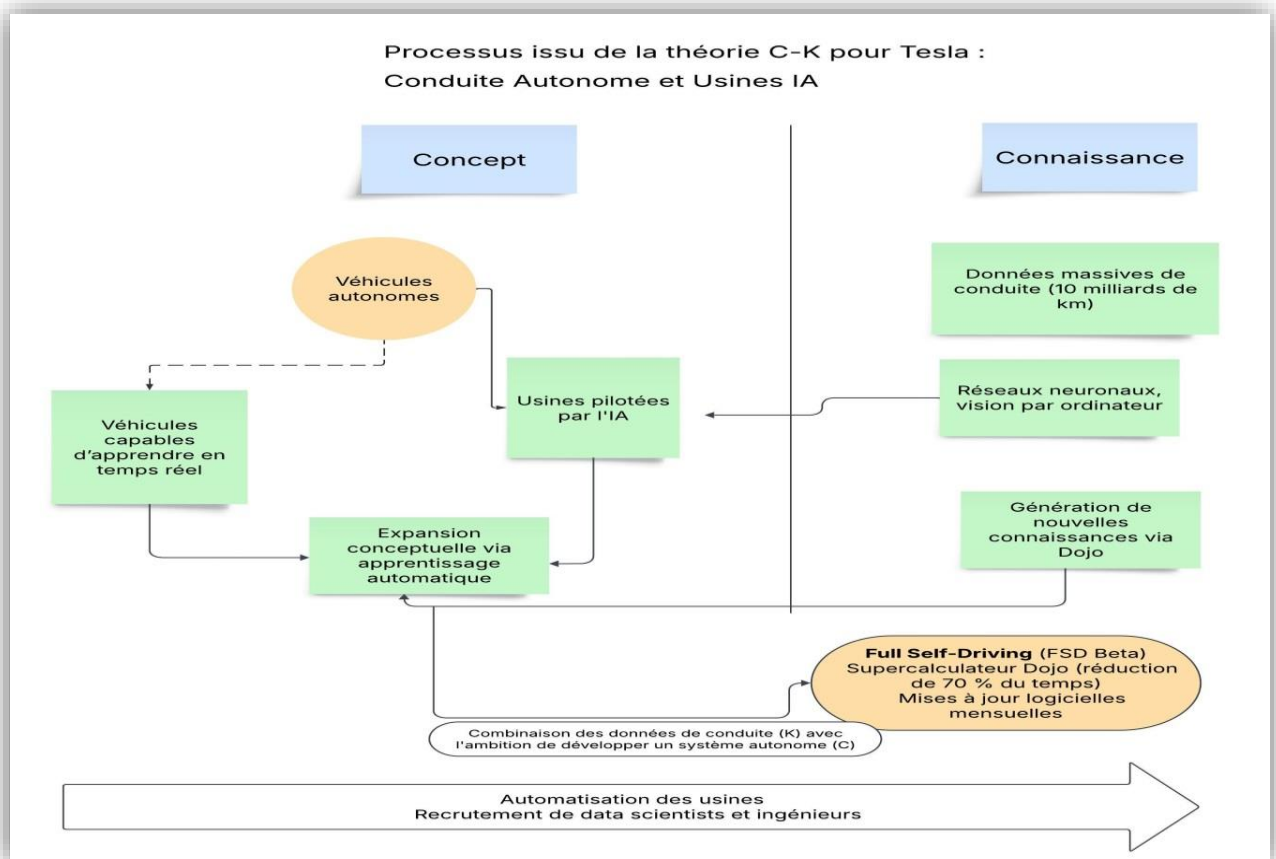 Processus issu de la théorie C-K pour Tesla :
Conduite Autonome et Usines IA
Concept
Connaissance
Véhicules
autonomes
Données massives de
conduite (10 milliards de
km)
Usines pilotées
par l'IA
Réseaux neuronaux,
vision par ordinateur
Véhicules
capables
d’apprendre en
temps réel
Expansion
conceptuelle via
apprentissage
automatique
Génération de
nouvelles
connaissances via
Dojo
Full Self-Driving (FSD Beta)
Supercalculateur Dojo (réduction
de 70 % du temps)
Mises à jour logicielles
mensuelles
Combinaison des données de conduite (K) avec
l'ambition de développer un système autonome (C)
Automatisation des usines
Recrutement de data scientists et ingénieurs